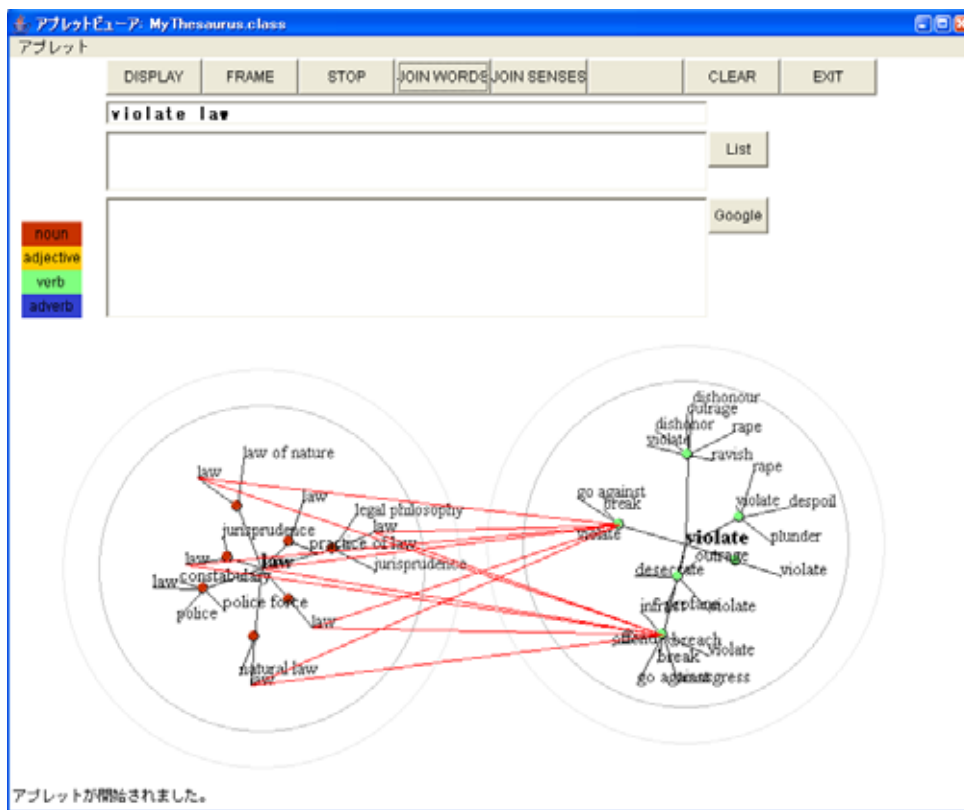 アプレットビューア: MyThesaurus.class
アプレット
DISPLAY FRAME STOP JOIN WORDS JOIN SENSES CLEAR EXIT
violate law
List
Google
noun
adjective
verb
adverb
dishonour
outrage
dishonor
rape
violate
ravish
law of nature
rape
law
go against
violate
despoil
law
break
legal philosophy
jurisprudence
law
violate
plunder
practice of law
violate
law
law
outrage
jurisprudence
constabulary
desecrate
violate
law
police force
police
violate
law
offend
breach
violate
break
natural law
go against
law
アプレットが開始されました。